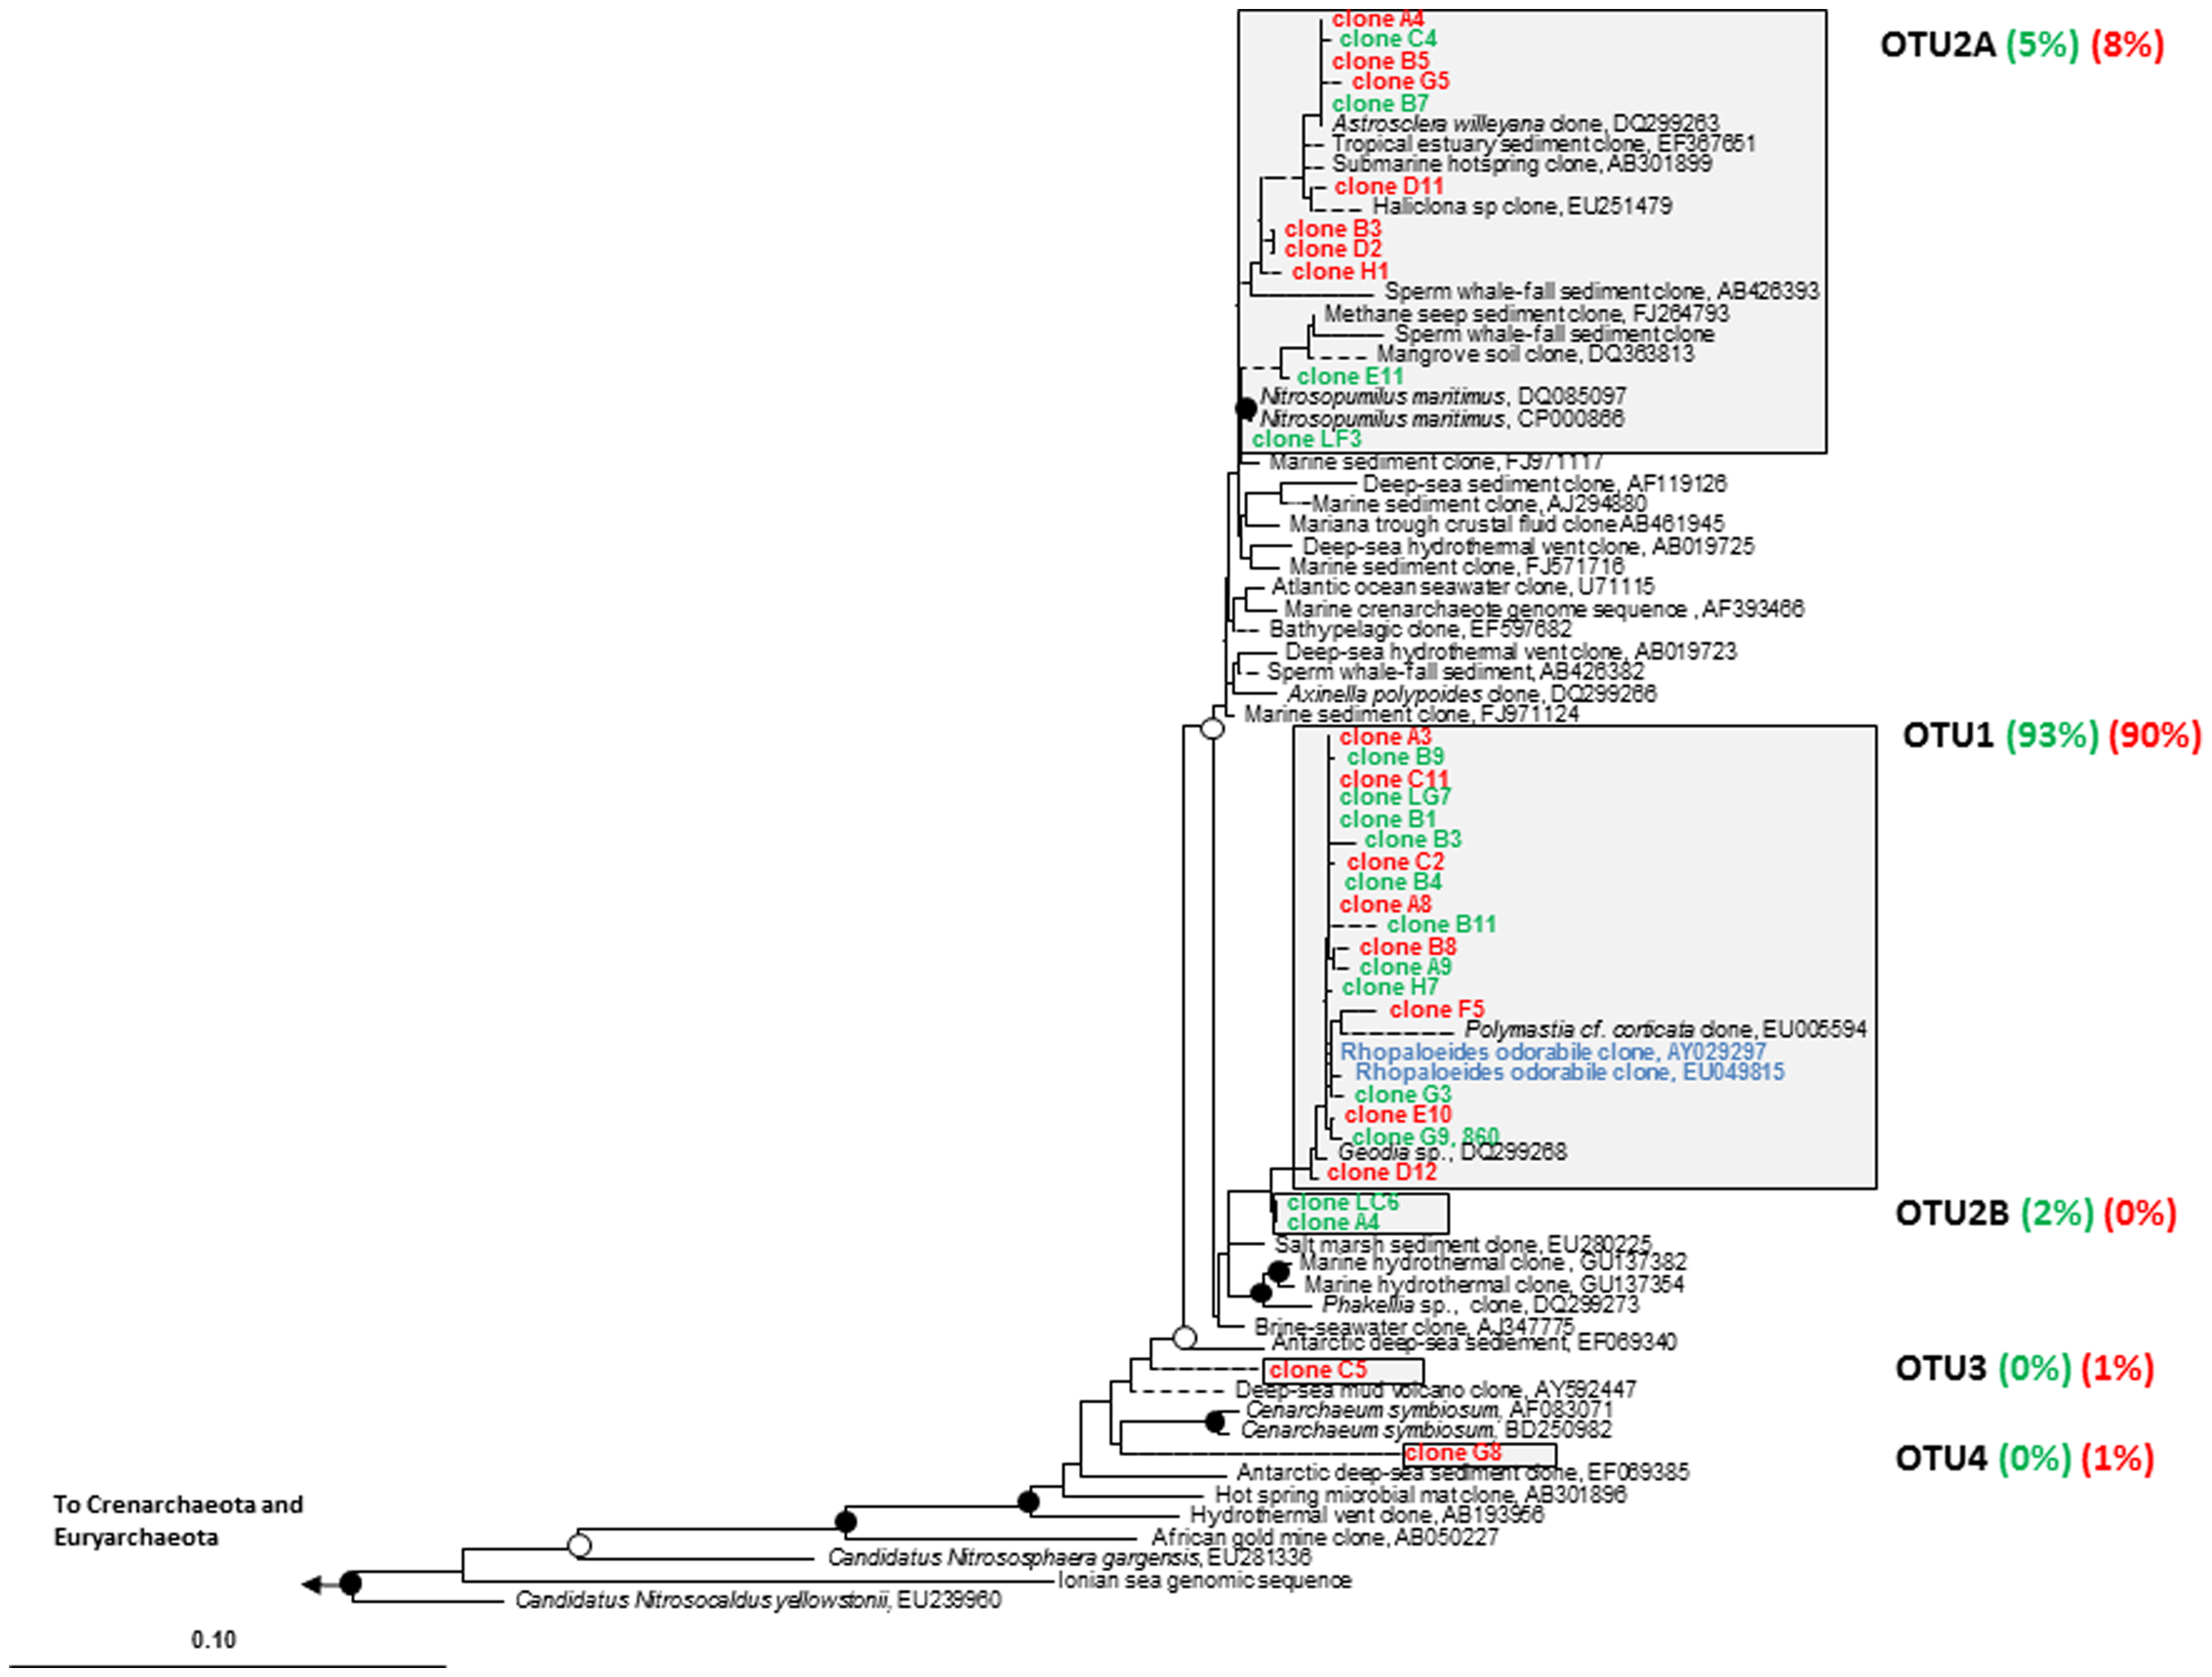 clone A4
OTU2A (5%) (8%)
clone C4
clone B5
clone G5
clone B7
Astrosclera willeyana clone, DQ299263
Tropical estuary sediment clone, EF367651
Submarine hotspring clone, AB301899
clone D11
Haliclona sp clone, EU251479
clone B3
clone D2
clone H1
Sperm whale-fall sediment clone, AB426393
Methane seep sediment clone, FJ264793
Sperm whale-fall sediment clone
Mangrove soil clone, DQ363813
clone E11
Nitrosopumilus maritimus, DQ085097
Nitrosopumilus maritimus, CP000866
clone LF3
Marine sediment clone, FJ971117
Deep-sea sediment clone, AF119126
Marine sediment clone, AJ294880
Mariana trough crustal fluid clone AB461945
Deep-sea hydrothermal vent clone, AB019725
Marine sediment clone, FJ571716
Atlantic ocean seawater clone, U71115
Marine crenarchaeote genome sequence , AF393466
Bathypelagic clone, EF597682
Deep-sea hydrothermal vent clone, AB019723
Sperm whale-fall sediment, AB426382
Axinella polypoides clone, DQ299266
Marine sediment clone, FJ971124
clone A3
OTU1 (93%) (90%)
clone B9
clone C11
clone LG7
clone B1
clone B3
clone C2
clone B4
clone A8
clone B11
clone B8
clone A9
clone H7
clone F5
Polymastia cf. corticata clone, EU005594
Rhopaloeides odorabile clone, AY029297
Rhopaloeides odorabile clone, EU049815
clone G3
clone E10
clone G9, 860
Geodia sp., DQ299268
clone D12
clone LC6
OTU2B (2%) (0%)
clone A4
Salt marsh sediment clone, EU280225
Marine hydrothermal clone , GU137382
Marine hydrothermal clone, GU137354
Phakellia sp., clone, DQ299273
Brine-seawater clone, AJ347775
Antarctic deep-sea sediement, EF069340
clone C5
OTU3 (0%) (1%)
Deep-sea mud volcano clone, AY592447
Cenarchaeum symbiosum, AF083071
Cenarchaeum symbiosum, BD250982
clone G8
OTU4 (0%) (1%)
Antarctic deep-sea sediment clone, EF069385
Hot spring microbial mat clone, AB301896
To Crenarchaeota and
Euryarchaeota
Hydrothermal vent clone, AB193956
African gold mine clone, AB050227
Candidatus Nitrososphaera gargensis, EU281336
Ionian sea genomic sequence
Candidatus Nitrosocaldus yellowstonii, EU239960
0.10